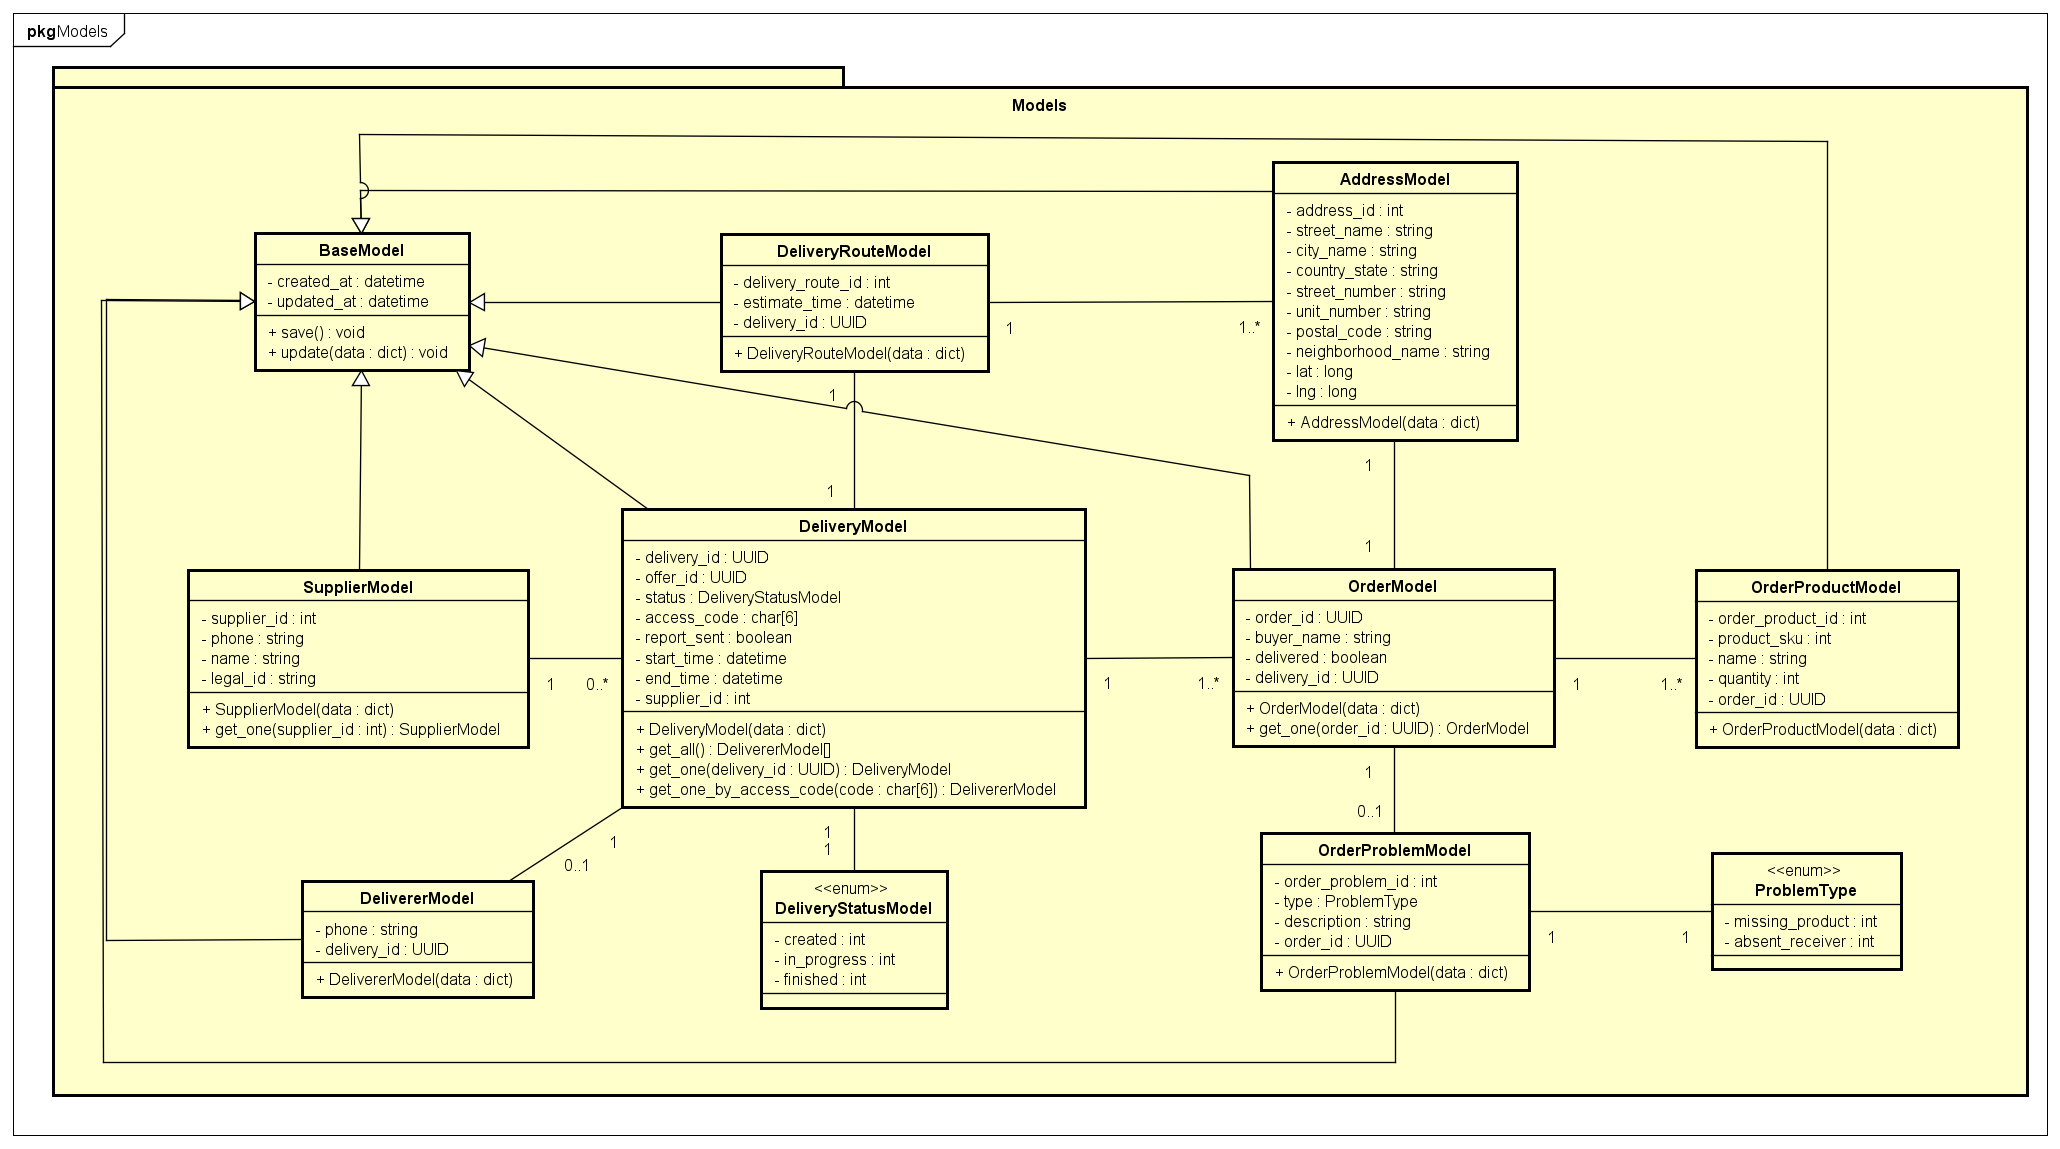 pkgModels
Models
BaseModel
- created_at : datetime
- updated_at : datetime
+ save() : void
+ update(data : dict) : void
DeliveryRouteModel
- delivery_route_id : int
- estimate_time : datetime
- delivery_id : UUID
+ DeliveryRouteModel(data : dict)
1
1..*
AddressModel
- address_id : int
- street_name : string
- city_name : string
- country_state : string
- street_number : string
- unit_number : string
- postal_code : string
- neighborhood_name : string
- lat : long
- lng : long
+ AddressModel(data : dict)
1
1
1
1
SupplierModel
- supplier_id : int
- phone : string
- name : string
- legal_id : string
+ SupplierModel(data : dict)
+ get_one(supplier_id : int) : SupplierModel
1
0..*
DeliveryModel
- delivery_id : UUID
- offer_id : UUID
- status : DeliveryStatusModel
- access_code : char[6]
- report_sent : boolean
- start_time : datetime
- end_time : datetime
- supplier_id : int
+ DeliveryModel(data : dict)
+ get_all() : DelivererModel[]
+ get_one(delivery_id : UUID) : DeliveryModel
+ get_one_by_access_code(code : char[6]) : DelivererModel
1
1..*
OrderModel
- order_id : UUID
- buyer_name : string
- delivered : boolean
- delivery_id : UUID
+ OrderModel(data : dict)
+ get_one(order_id : UUID) : OrderModel
1
1..*
OrderProductModel
- order_product_id : int
- product_sku : int
- name : string
- quantity : int
- order_id : UUID
+ OrderProductModel(data : dict)
1
0..1
1
1
1
0..1
DelivererModel
- phone : string
- delivery_id : UUID
+ DelivererModel(data : dict)
<<enum>>
DeliveryStatusModel
- created : int
- in_progress : int
- finished : int
OrderProblemModel
- order_problem_id : int
- type : ProblemType
- description : string
- order_id : UUID
+ OrderProblemModel(data : dict)
1
1
<<enum>>
ProblemType
- missing_product : int
- absent_receiver : int